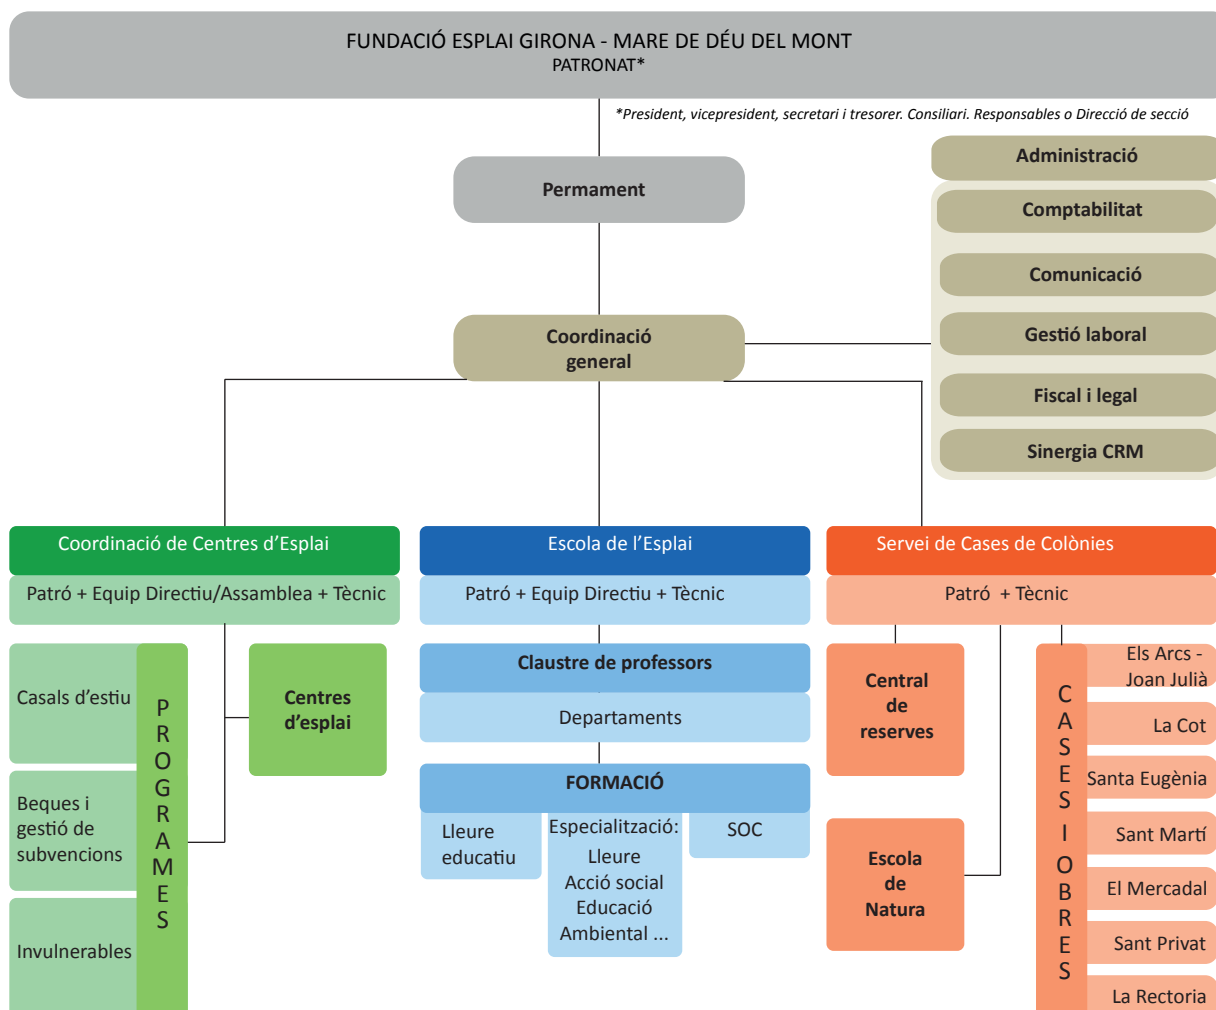 FUNDACIÓ ESPLAI GIRONA - MARE DE DÉU DEL MONT
PATRONAT*
*President, vicepresident, secretari i tresorer. Consiliari. Responsables o Direcció de secció
Permament
Administració
Comptabilitat
Comunicació
Gestió laboral
Fiscal i legal
Sinergia CRM
Coordinació
general
Coordinació de Centres d'Esplai
Patró + Equip Directiu/Assamblea + Tècnic
Casals d'estiu
Beques i
gestió de
subvencions
Invulnerables
PROGRAMES
Centres
d'esplai
Escola de l'Esplai
Patró + Equip Directiu + Tècnic
Claustre de professors
Departaments
FORMACIÓ
Lleure
educatiu
Especialització:
Lleure
Acció social
Educació
Ambiental ...
SOC
Servei de Cases de Colònies
Patró + Tècnic
Central
de
reserves
Escola
de
Natura
CASES I OBRES
Els Arcs -
Joan Julià
La Cot
Santa Eugènia
Sant Martí
El Mercadal
Sant Privat
La Rectoria